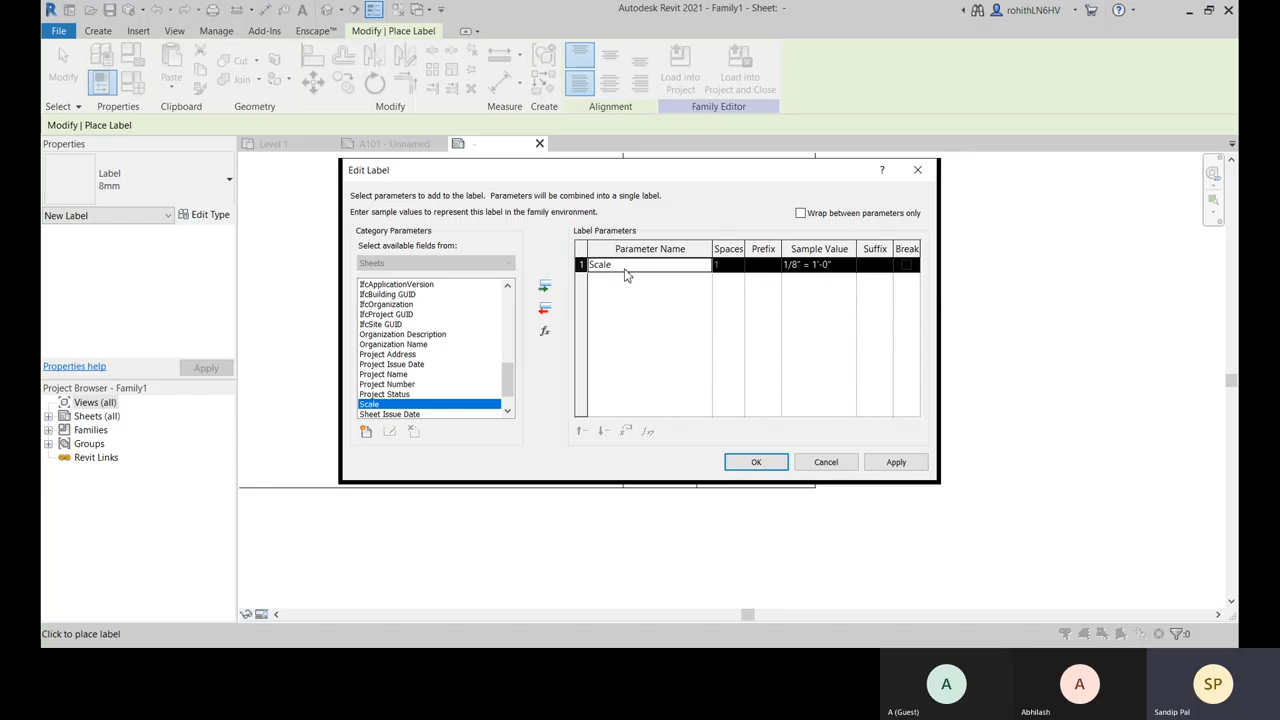 Autodesk Revit 2021 - Family1 - Sheet: -
rohithLN6HV
File Create Insert View Manage Add-Ins Enscape™ Modify | Place Label
Modify
Paste
Cut
Join
Load into Project
Load into Project and Close
Select Properties Clipboard Geometry Modify Measure Create Alignment Family Editor
Modify | Place Label
Properties
Level 1
A101 - Unnamed
-
Label
8mm
New Label
Edit Type
Properties help
Apply
Project Browser - Family1
Views (all)
Sheets (all)
Families
Groups
Revit Links
Edit Label
Select parameters to add to the label. Parameters will be combined into a single label.
Enter sample values to represent this label in the family environment.
Wrap between parameters only
Category Parameters
Select available fields from:
Sheets
IfcApplicationVersion
IfcBuilding GUID
IfcOrganization
IfcProject GUID
IfcSite GUID
Organization Description
Organization Name
Project Address
Project Issue Date
Project Name
Project Number
Project Status
Scale
Sheet Issue Date
Label Parameters
Parameter Name Spaces Prefix Sample Value Suffix Break
1 Scale 1 1/8" = 1'-0"
OK Cancel Apply
Click to place label
:0
A
A (Guest)
A
Abhilash
SP
Sandip Pal